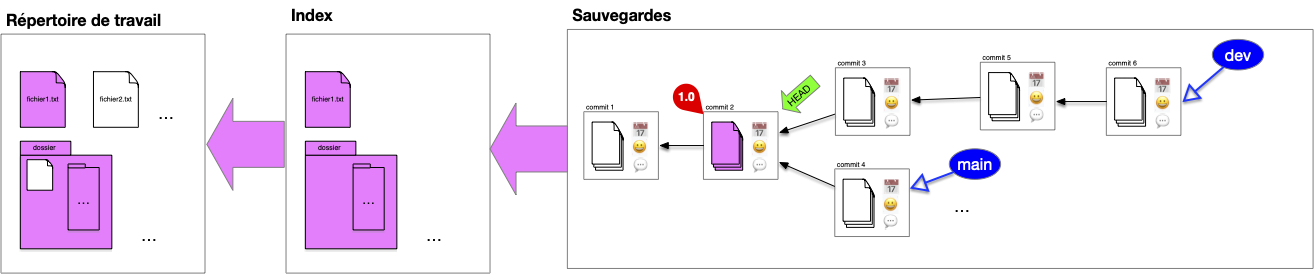 Répertoire de travail
fichier1.txt
fichier2.txt
...
dossier
...
...
Index
fichier1.txt
dossier
...
...
Sauvegardes
commit 1
17
1.0
commit 2
17
HEAD
commit 3
17
commit 5
17
commit 6
17
dev
commit 4
17
main
...